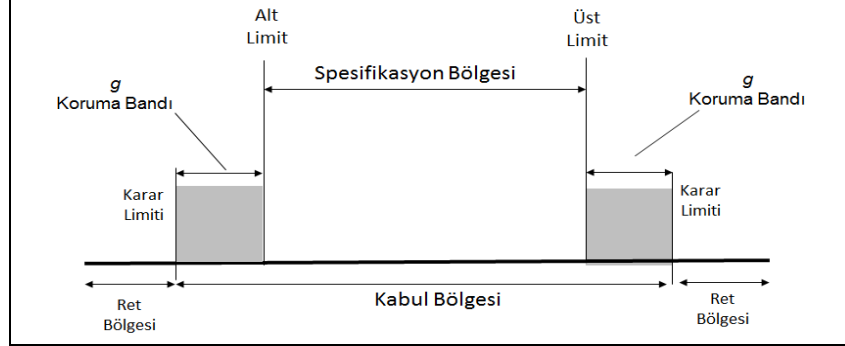 Alt
Limit
Üst
Limit
Spesifikasyon Bölgesi
g
Koruma Bandı
g
Koruma Bandı
Karar
Limiti
Karar
Limiti
Ret
Bölgesi
Kabul Bölgesi
Ret
Bölgesi